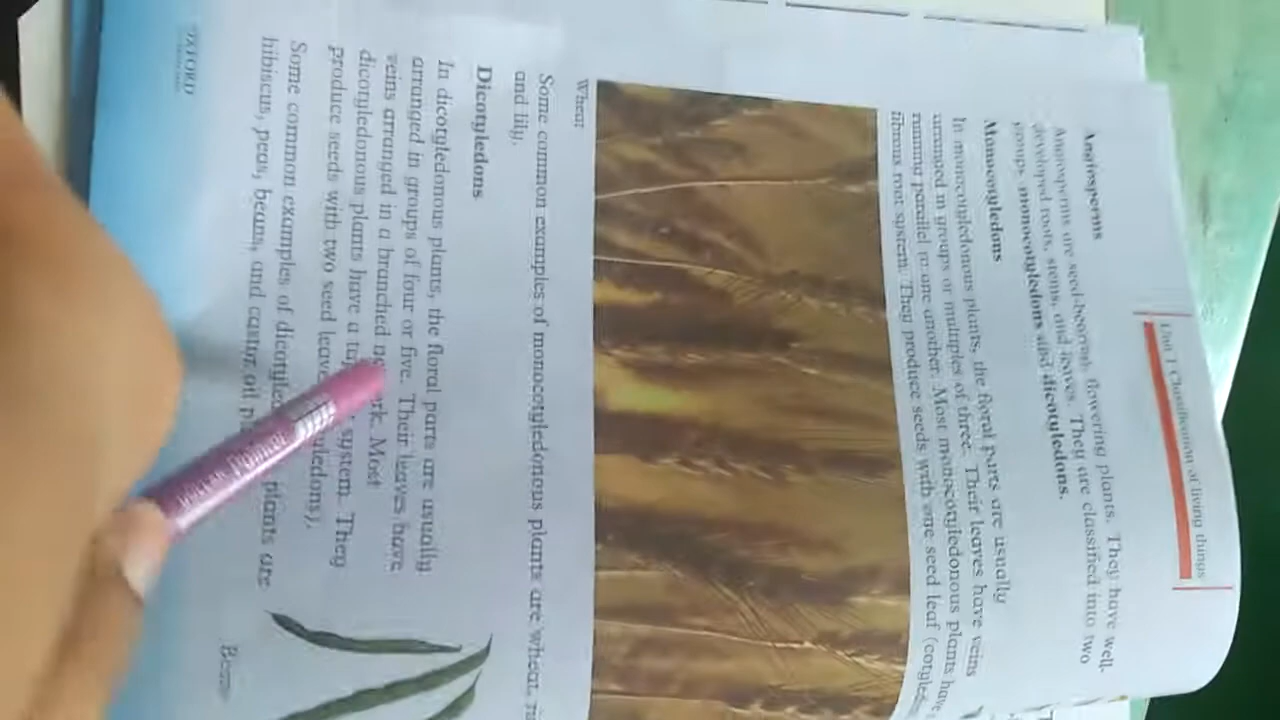 Unit 1 Classification of living things
Angiosperms
Angiosperms are seed-bearing, flowering plants. They have well-
developed roots, stems, and leaves. They are classified into two
groups, monocotyledons and dicotyledons.
Monocotyledons
In monocotyledonous plants, the floral parts are usually
arranged in groups or multiples of three. Their leaves have veins
running parallel to one another. Most monocotyledonous plants have
fibrous root system. They produce seeds with one seed leaf
Wheat
Some common examples of monocotyledonous plants are wheat,
and lily.
Dicotyledons
In dicotyledonous plants, the floral parts are usually
arranged in groups of four or five. Their leaves have
veins arranged in a branched Most
dicotyledonous plants have a system. They
produce seeds with two seed
Some common examples of plants are
hibiscus, peas, beans, and castor oil
Beans
OXFORD